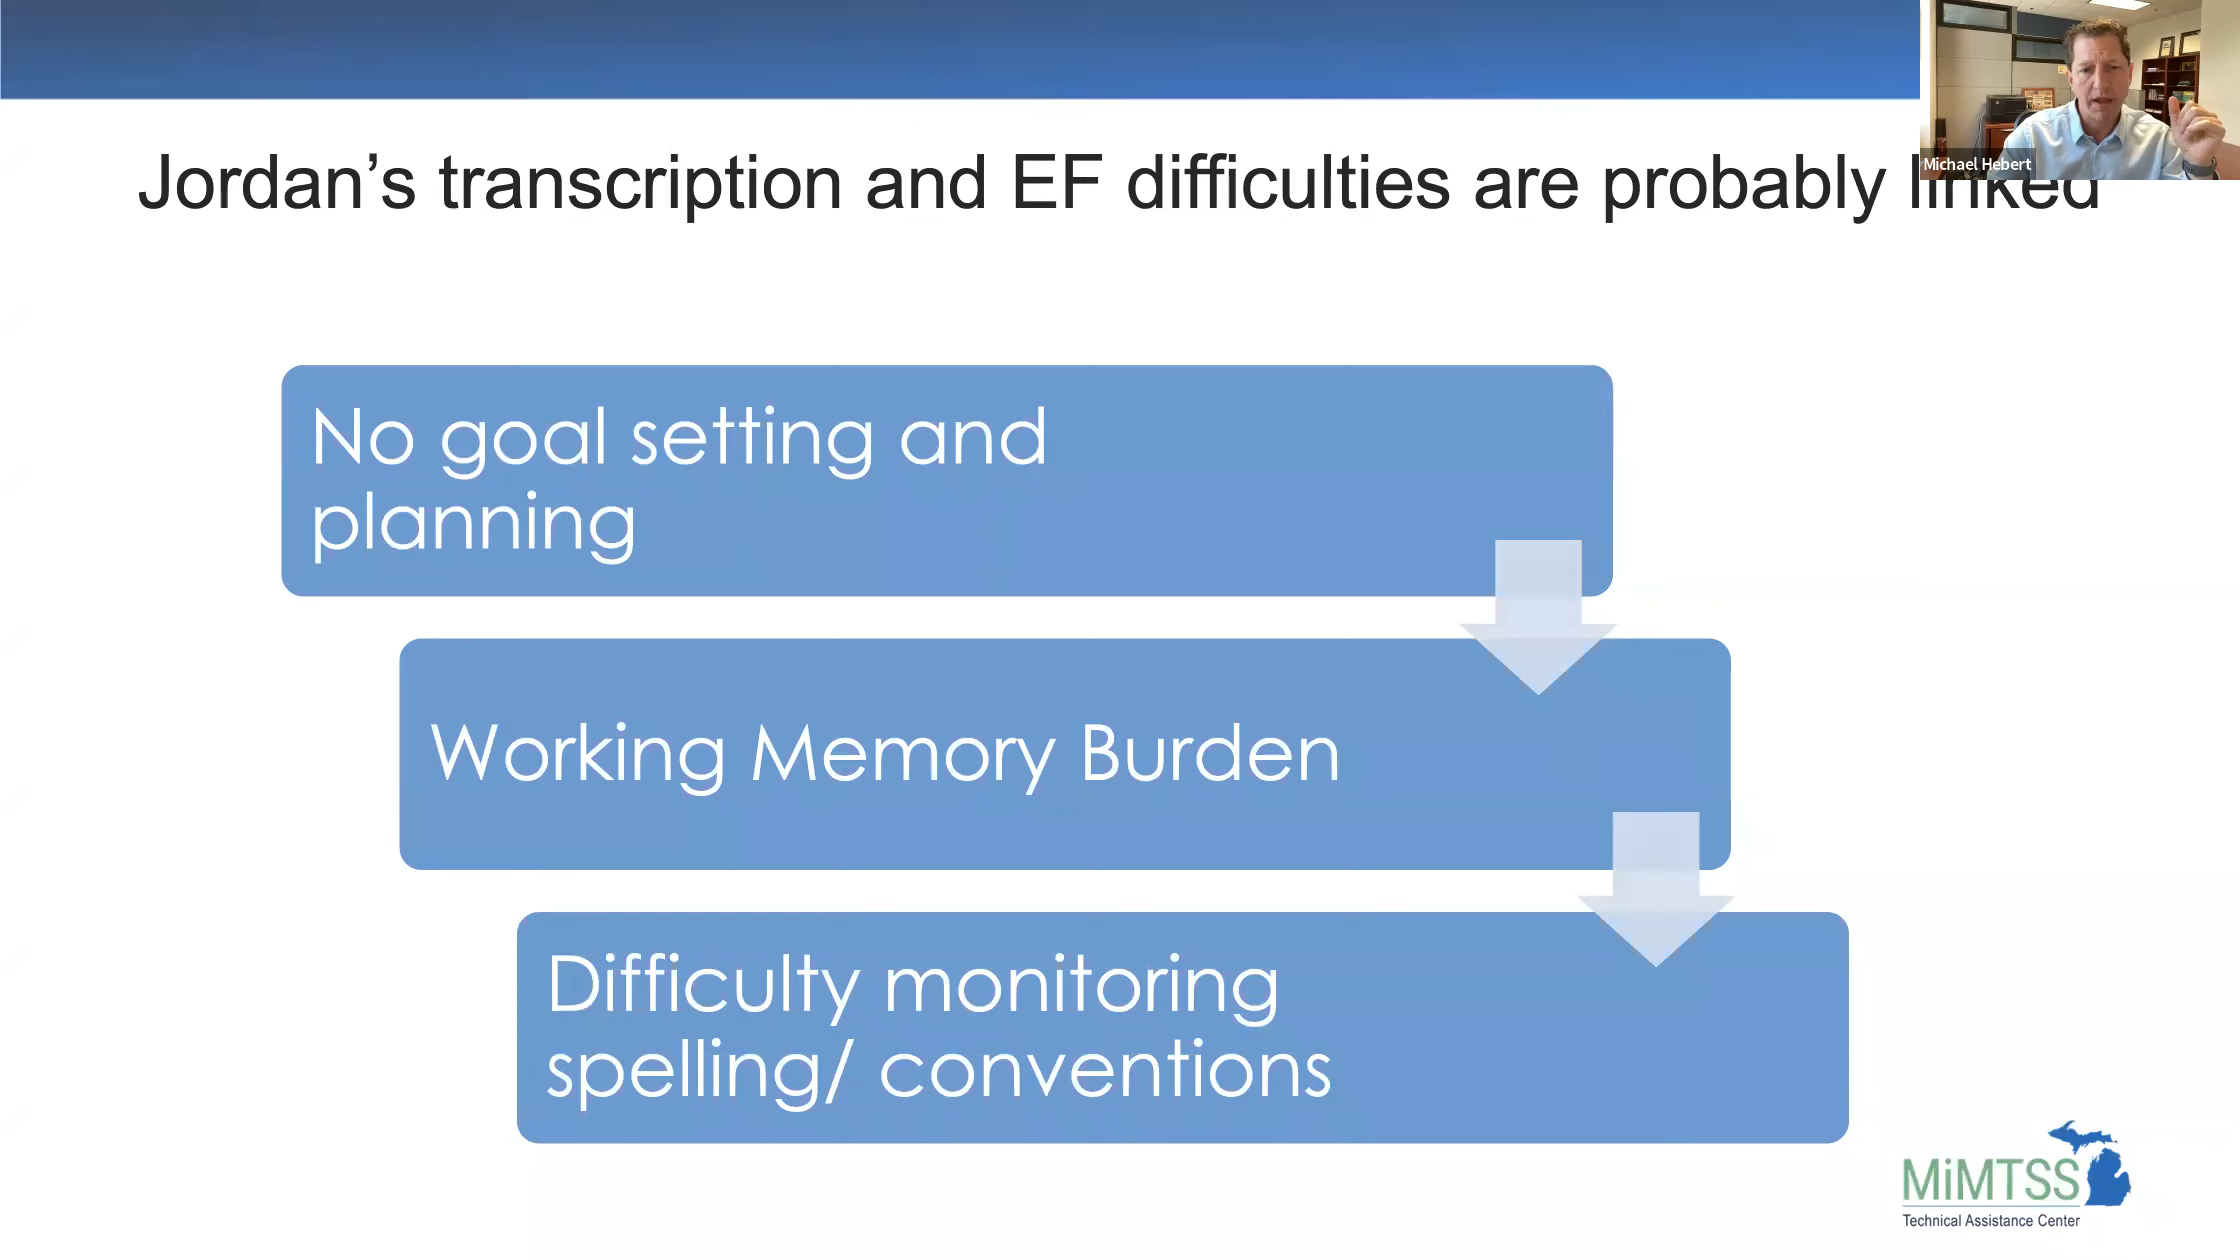 Michael Hebert
Jordan’s transcription and EF difficulties are probably linked
No goal setting and
planning
Working Memory Burden
Difficulty monitoring
spelling/ conventions
MiMTSS
Technical Assistance Center